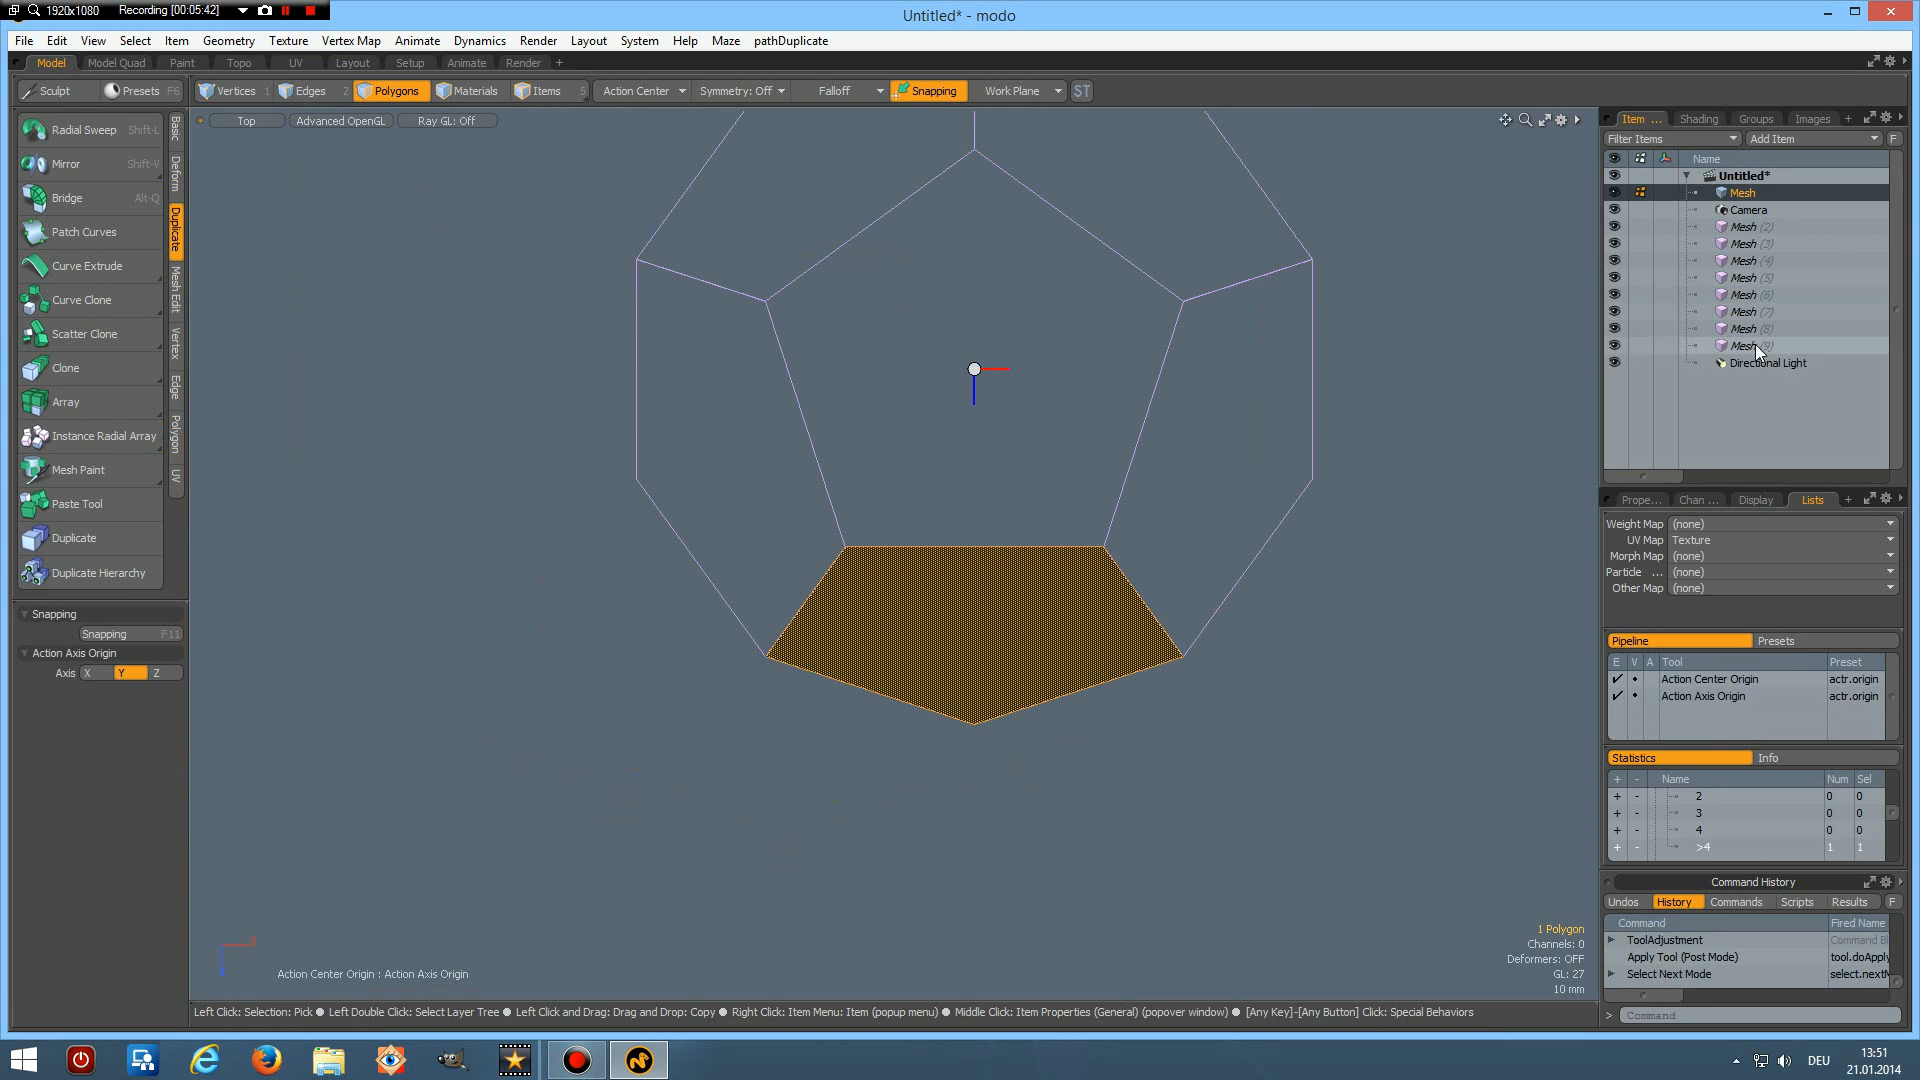 1920x1080 Recording [00:05:42]
Untitled* - modo
File Edit View Select Item Geometry Texture Vertex Map Animate Dynamics Render Layout System Help Maze pathDuplicate
Model Model Quad Paint Topo UV Layout Setup Animate Render +
Sculpt Presets F6 Vertices 1 Edges 2 Polygons Materials Items 5 Action Center Symmetry: Off Falloff Snapping Work Plane ST
Top Advanced OpenGL Ray GL: Off
Radial Sweep Shift-L
Mirror Shift-V
Bridge Alt-Q
Patch Curves
Curve Extrude
Curve Clone
Scatter Clone
Clone
Array
Instance Radial Array
Mesh Paint
Paste Tool
Duplicate
Duplicate Hierarchy
Basic
Deform
Duplicate
Mesh Edit
Vertex
Edge
Polygon
UV
Snapping
Snapping F11
Action Axis Origin
Axis X Y Z
Action Center Origin : Action Axis Origin
1 Polygon
Channels: 0
Deformers: OFF
GL: 27
10 mm
Left Click: Selection: Pick ● Left Double Click: Select Layer Tree ● Left Click and Drag: Drag and Drop: Copy ● Right Click: Item Menu: Item (popup menu) ● Middle Click: Item Properties (General) (popover window) ● [Any Key]-[Any Button] Click: Special Behaviors
Item ... Shading Groups Images +
Filter Items Add Item F
Name
Untitled*
Mesh
Camera
Mesh (2)
Mesh (3)
Mesh (4)
Mesh (5)
Mesh (6)
Mesh (7)
Mesh (8)
Mesh (9)
Directional Light
Prope... Chan ... Display Lists +
Weight Map (none)
UV Map Texture
Morph Map (none)
Particle ... (none)
Other Map (none)
Pipeline Presets
E V A Tool Preset
Action Center Origin actr.origin
Action Axis Origin actr.origin
Statistics Info
+ - Name Num Sel
+ - 2 0 0
+ - 3 0 0
+ - 4 0 0
+ - >4 1 1
Command History
Undos History Commands Scripts Results F
Command Fired Name
ToolAdjustment Command Bl
Apply Tool (Post Mode) tool.doApply
Select Next Mode select.nextM
> Command
DEU
13:51
21.01.2014